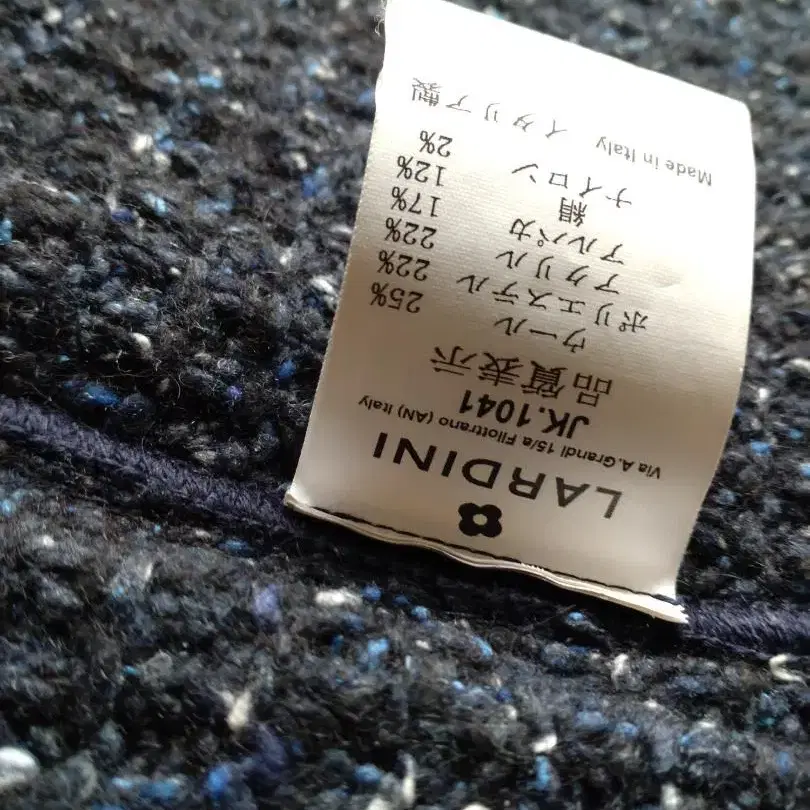 LARDINI
Via A.Grandi 15/a Filottrano (AN) Italy
JK.1041
品質表示
ウール 25%
ポリエステル 22%
アクリル 22%
アルパカ 17%
絹 12%
ナイロン 2%
Made in Italy イタリア製